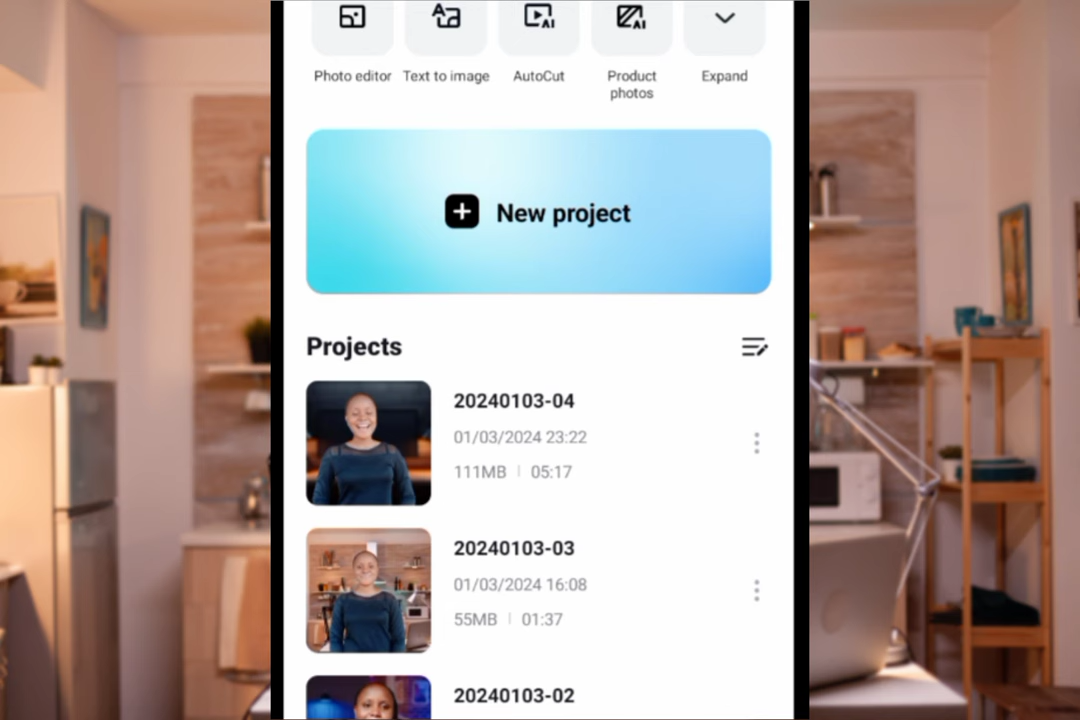 Photo editor
Text to image
AutoCut
Product
photos
Expand
New project
Projects
20240103-04
01/03/2024 23:22
111MB | 05:17
20240103-03
01/03/2024 16:08
55MB | 01:37
20240103-02